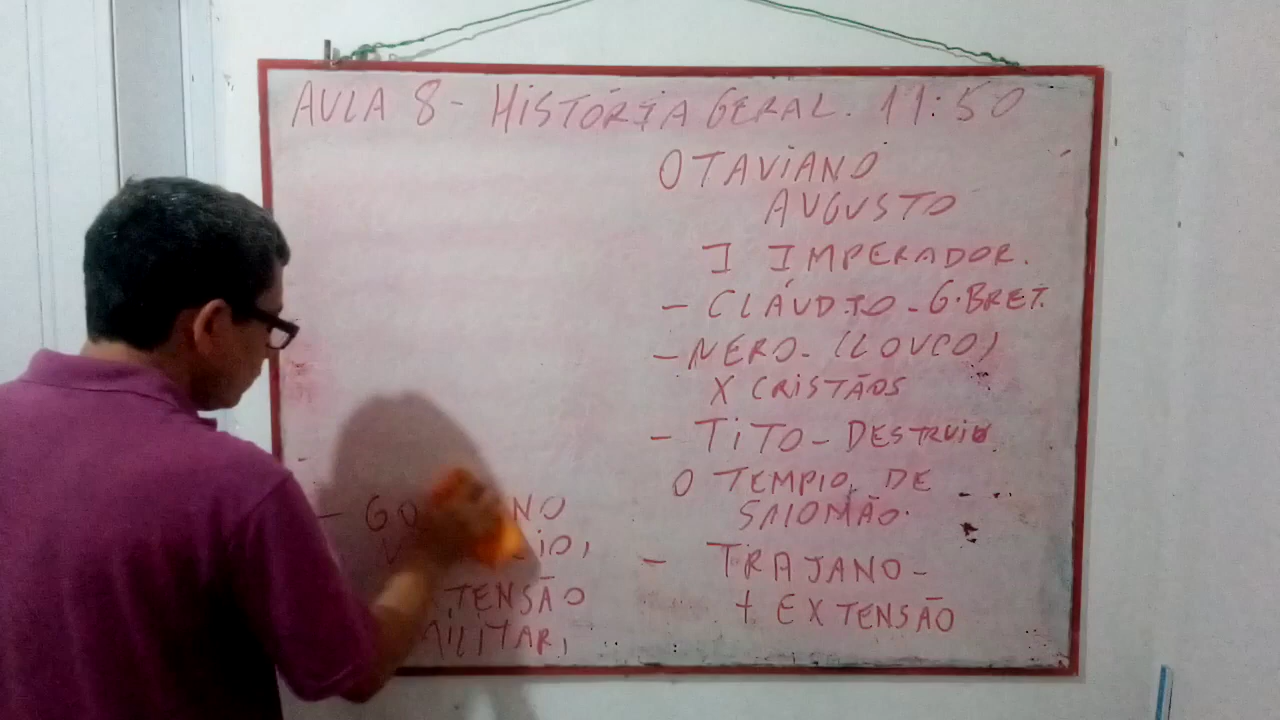 AULA 8 - HISTÓRIA GERAL. 11:50
OTAVIANO
AUGUSTO
I IMPERADOR.
- CLÁUDIO - G.BRET.
- NERO - (LOUCO)
X CRISTÃOS
- TITO - DESTRUIU
O TEMPLO DE
SALOMÃO.
- TRAJANO -
+ EXTENSÃO
MILITAR,